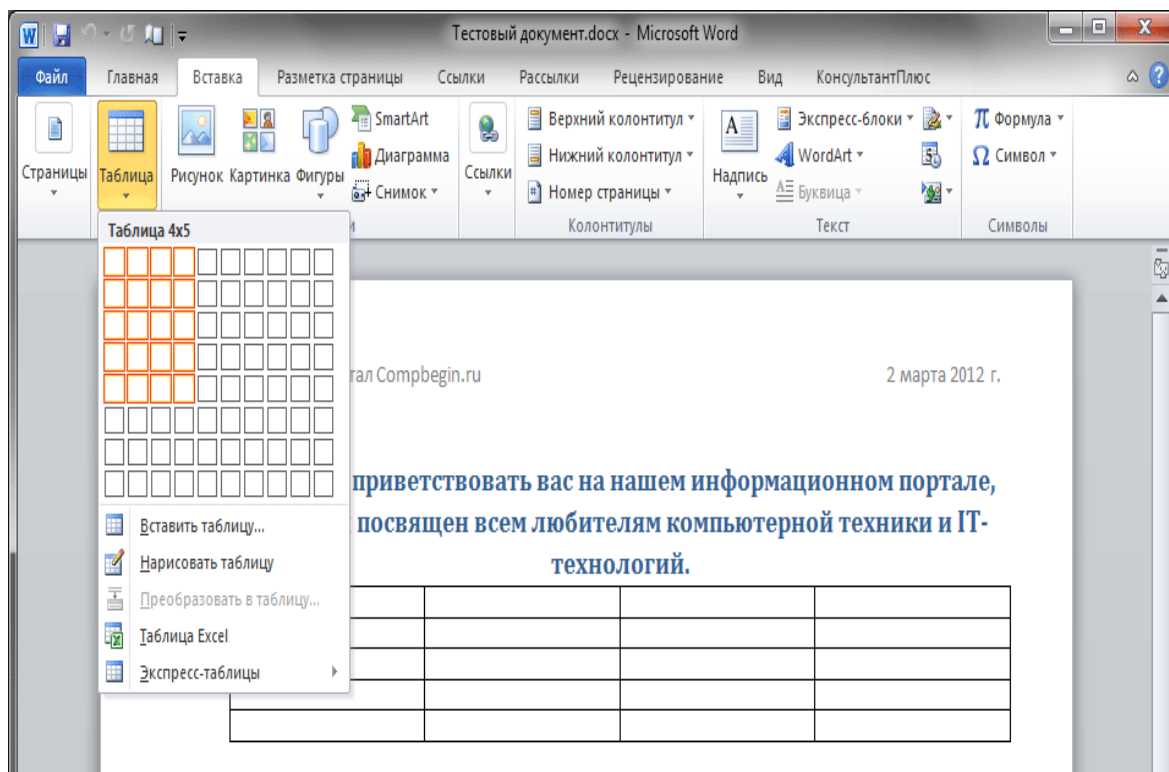 Тестовый документ.docx - Microsoft Word
Файл Главная Вставка Разметка страницы Ссылки Рассылки Рецензирование Вид КонсультантПлюс
Страницы
Таблица
Рисунок
Картинка
Фигуры
SmartArt
Диаграмма
Снимок
Ссылки
Верхний колонтитул
Нижний колонтитул
Номер страницы
Колонтитулы
Надпись
Экспресс-блоки
WordArt
Буквица
Текст
π Формула
Ω Символ
Символы
Таблица 4x5
Вставить таблицу...
Нарисовать таблицу
Преобразовать в таблицу...
Таблица Excel
Экспресс-таблицы
Compbegin.ru 2 марта 2012 г.
приветствовать вас на нашем информационном портале,
посвящен всем любителям компьютерной техники и IT-
технологий.